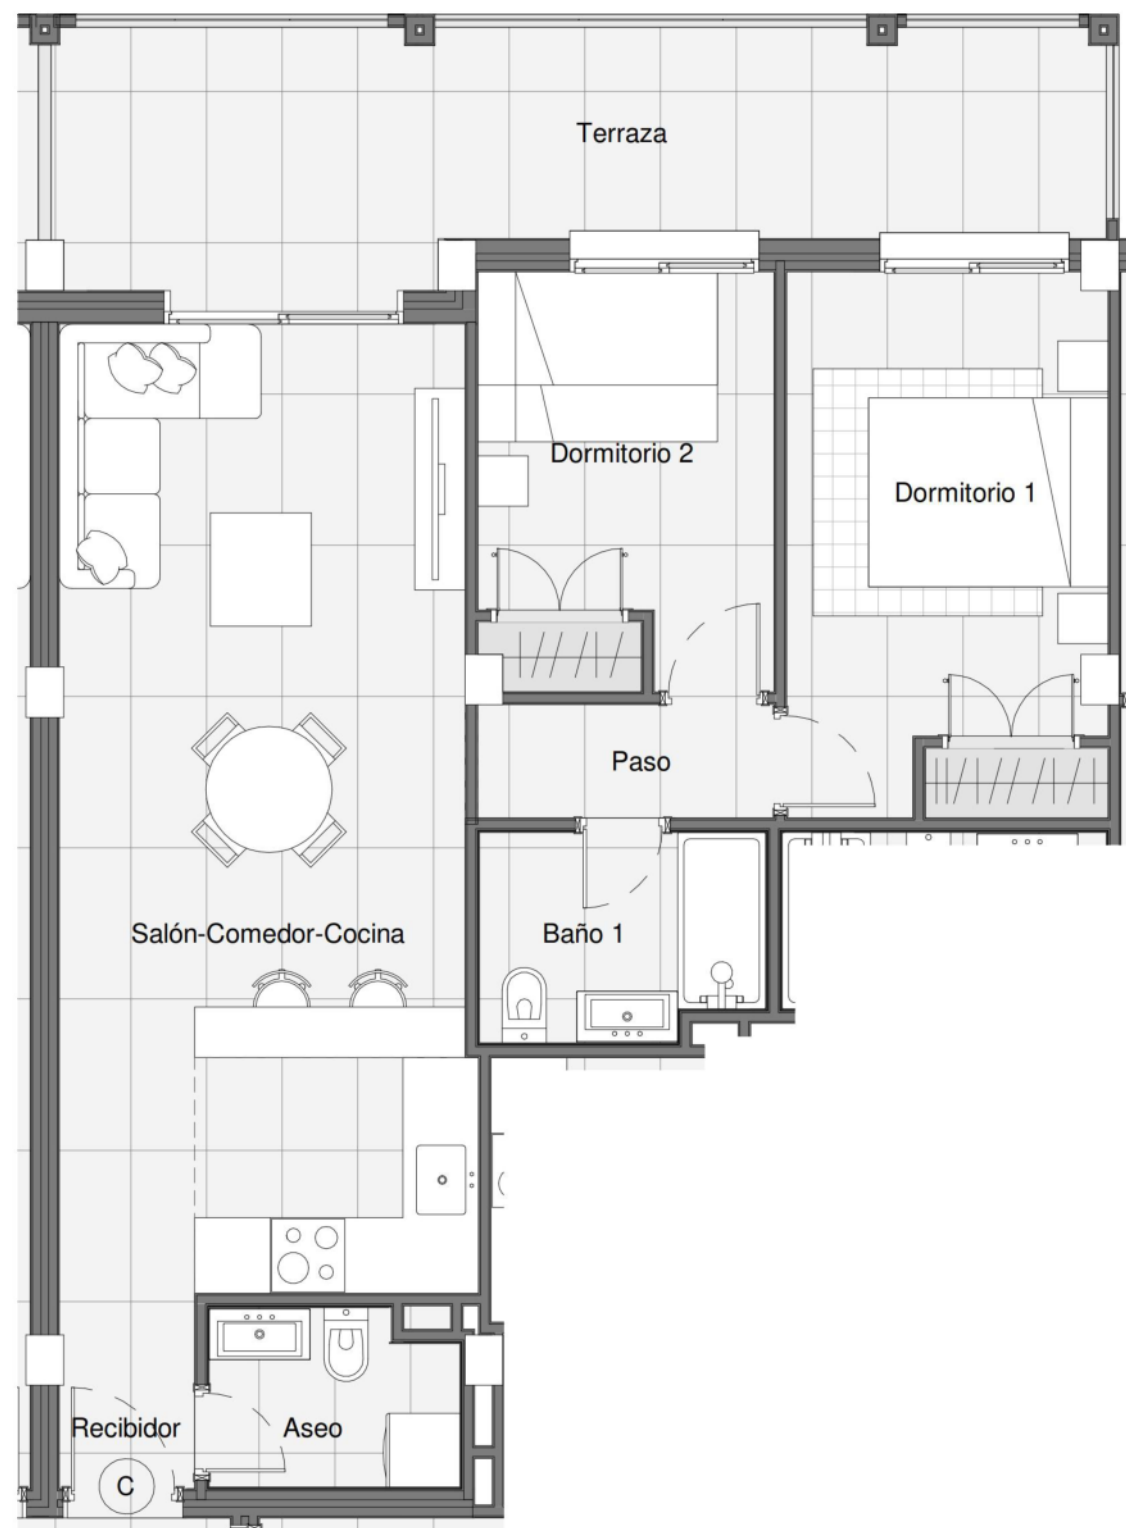 Terraza
Dormitorio 2
Dormitorio 1
Paso
Salón-Comedor-Cocina
Baño 1
Recibidor
Aseo
C